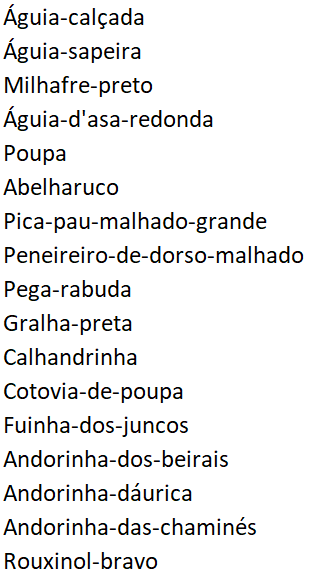 Águia-calçada
Águia-sapeira
Milhafre-preto
Águia-d'asa-redonda
Poupa
Abelharuco
Pica-pau-malhado-grande
Peneireiro-de-dorso-malhado
Pega-rabuda
Gralha-preta
Calhandrinha
Cotovia-de-poupa
Fuinha-dos-juncos
Andorinha-dos-beirais
Andorinha-dáurica
Andorinha-das-chaminés
Rouxinol-bravo